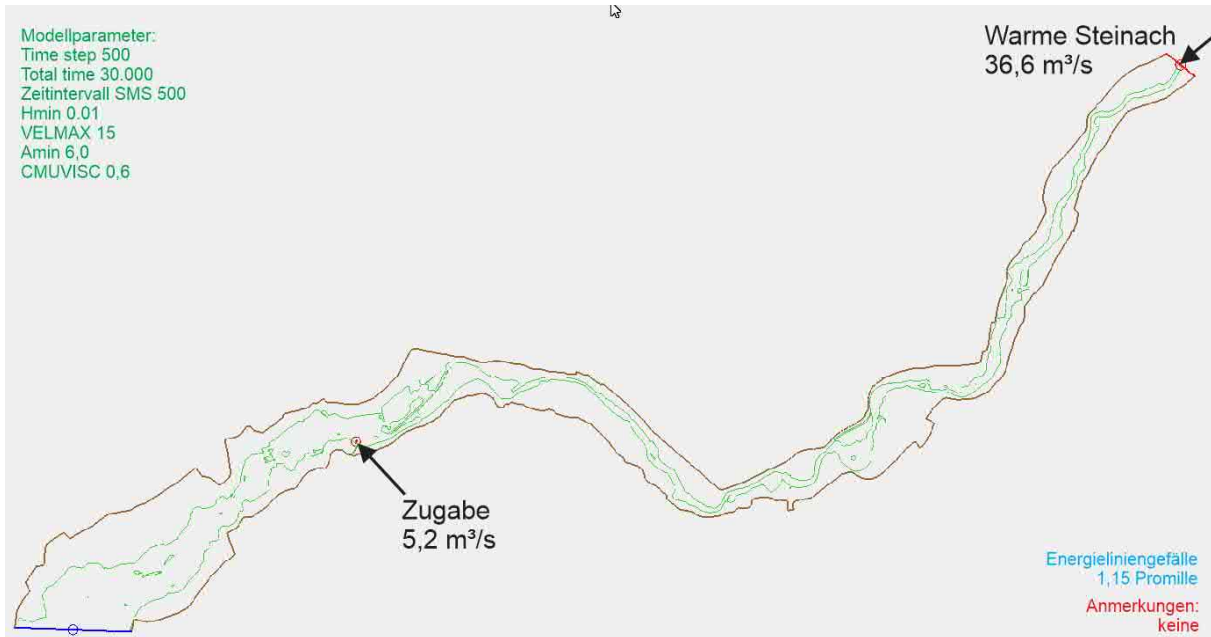 Modellparameter:
Time step 500
Total time 30.000
Zeitintervall SMS 500
Hmin 0.01
VELMAX 15
Amin 6,0
CMUVISC 0,6
Warme Steinach
36,6 m³/s
Zugabe
5,2 m³/s
Energieliniengefälle
1,15 Promille
Anmerkungen:
keine